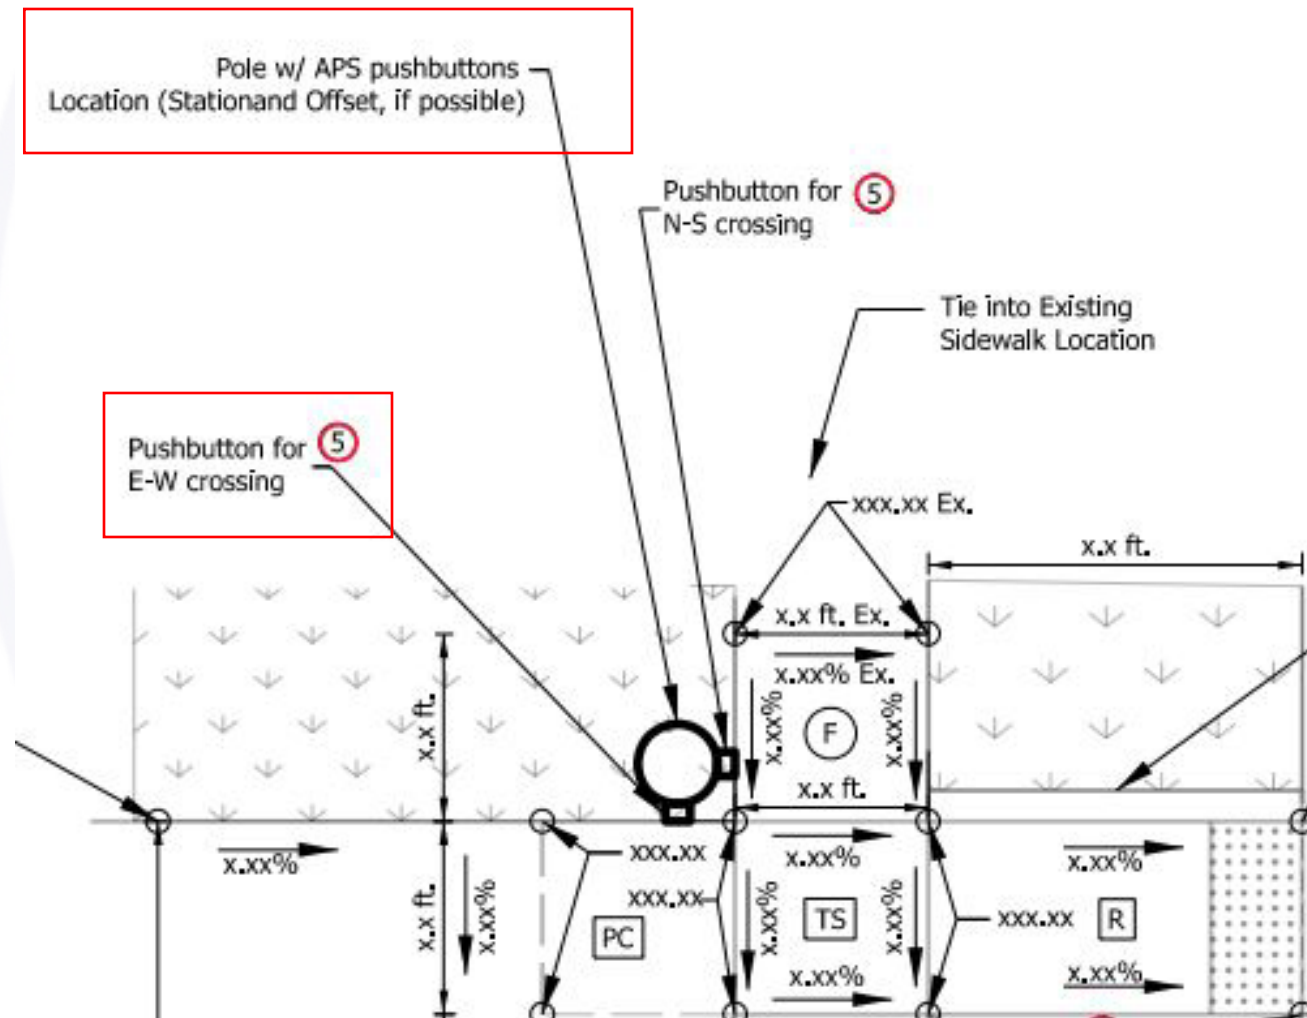 Pole w/ APS pushbuttons
Location (Stationand Offset, if possible)
Pushbutton for 5
N-S crossing
Tie into Existing
Sidewalk Location
Pushbutton for 5
E-W crossing
xxx.xx Ex.
x.x ft.
x.x ft. Ex.
x.xx% Ex.
x.x ft.
x.xx%
F
x.xx%
x.x ft.
x.xx%
xxx.xx
x.xx%
x.xx%
x.x ft.
x.xx%
xxx.xx
x.xx%
x.xx%
PC
TS
xxx.xx
R
x.xx%
x.xx%